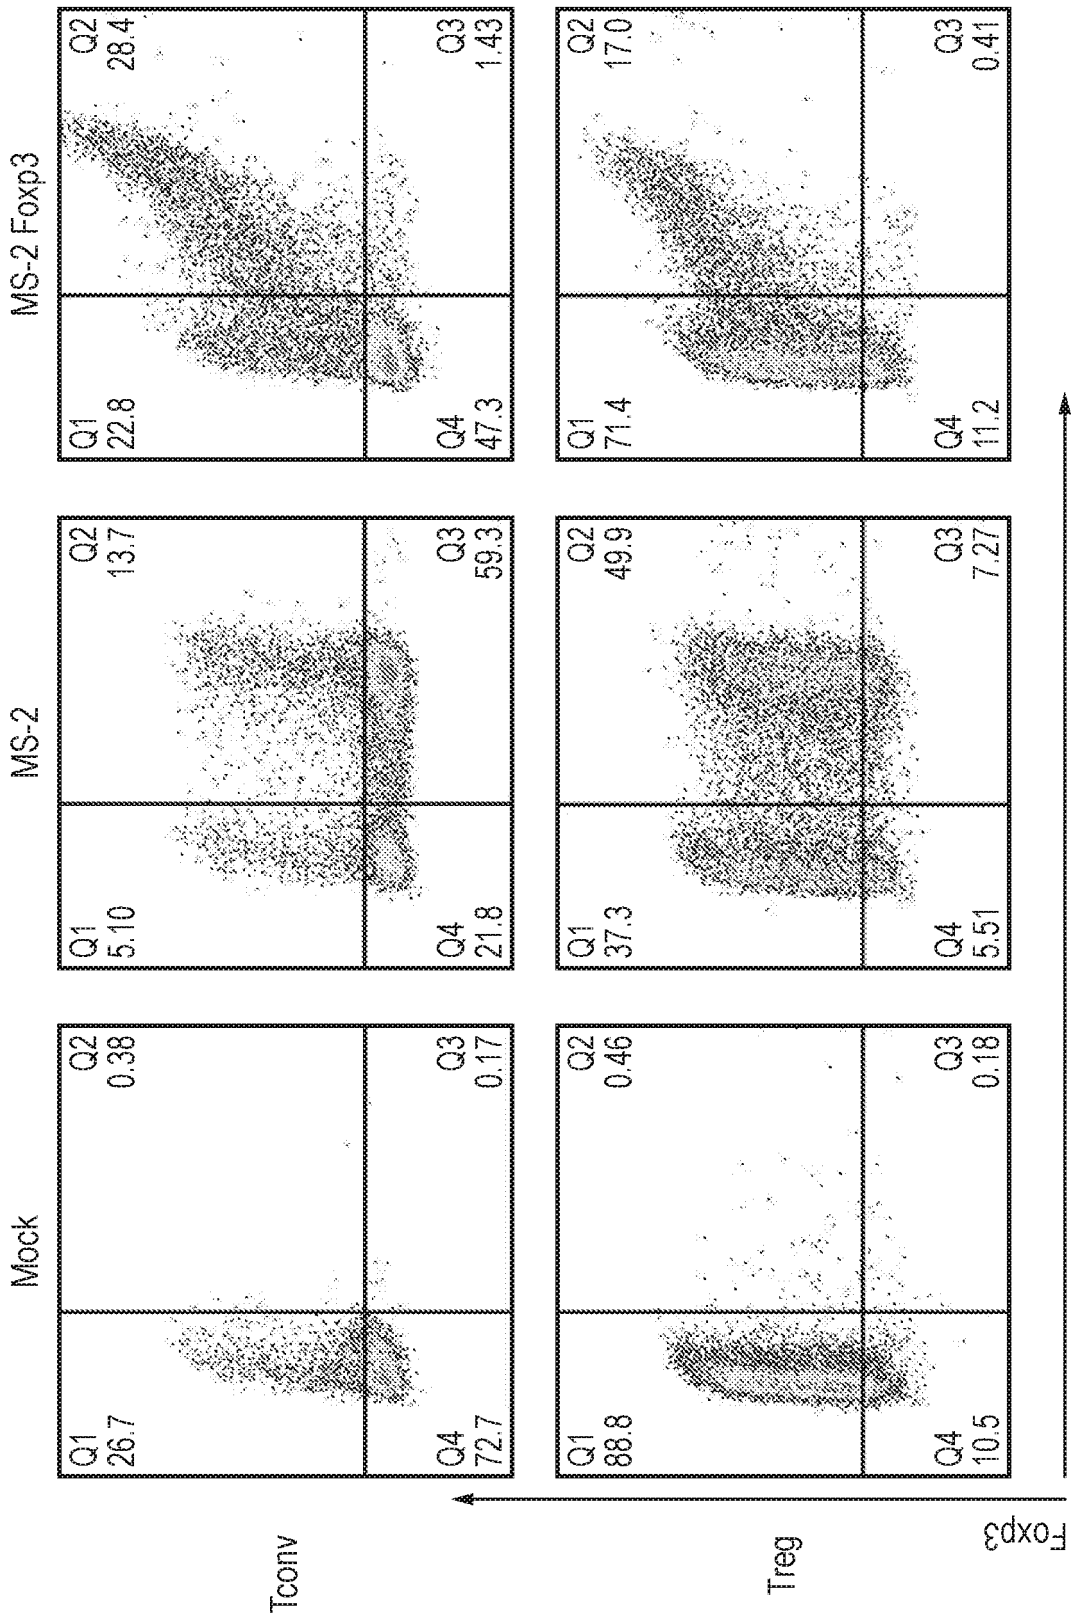 Mock
MS-2
MS-2 Foxp3
Tconv
Q1
26.7
Q2
0.38
Q4
72.7
Q3
0.17
Q1
5.10
Q2
13.7
Q4
21.8
Q3
59.3
Q1
22.8
Q2
28.4
Q4
47.3
Q3
1.43
Treg
Q1
88.8
Q2
0.46
Q4
10.5
Q3
0.18
Q1
37.3
Q2
49.9
Q4
5.51
Q3
7.27
Q1
71.4
Q2
17.0
Q4
11.2
Q3
0.41
Foxp3